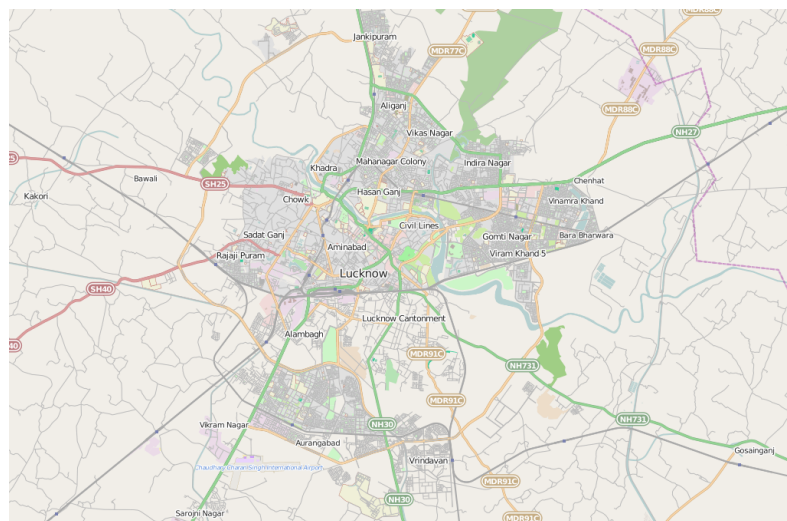 MDR88C
Jankipuram
MDR77C
MDR88C
Aliganj
MDR88C
Vikas Nagar
NH27
Mahanagar Colony
Indira Nagar
Khadra
Bawali
SH25
Chenhat
Kakori
Hasan Ganj
Chowk
Vinamra Khand
Civil Lines
Sadat Ganj
Gomti Nagar
Bara Bharwara
Aminabad
Rajaji Puram
Viram Khand 5
Lucknow
SH40
Lucknow Cantonment
Alambagh
MDR91C
NH731
MDR91C
NH731
Vikram Nagar
NH30
Aurangabad
Gosainganj
Vrindavan
Chaudhary Charan Singh International Airport
MDR91C
NH30
Sarojni Nagar
MDR91C